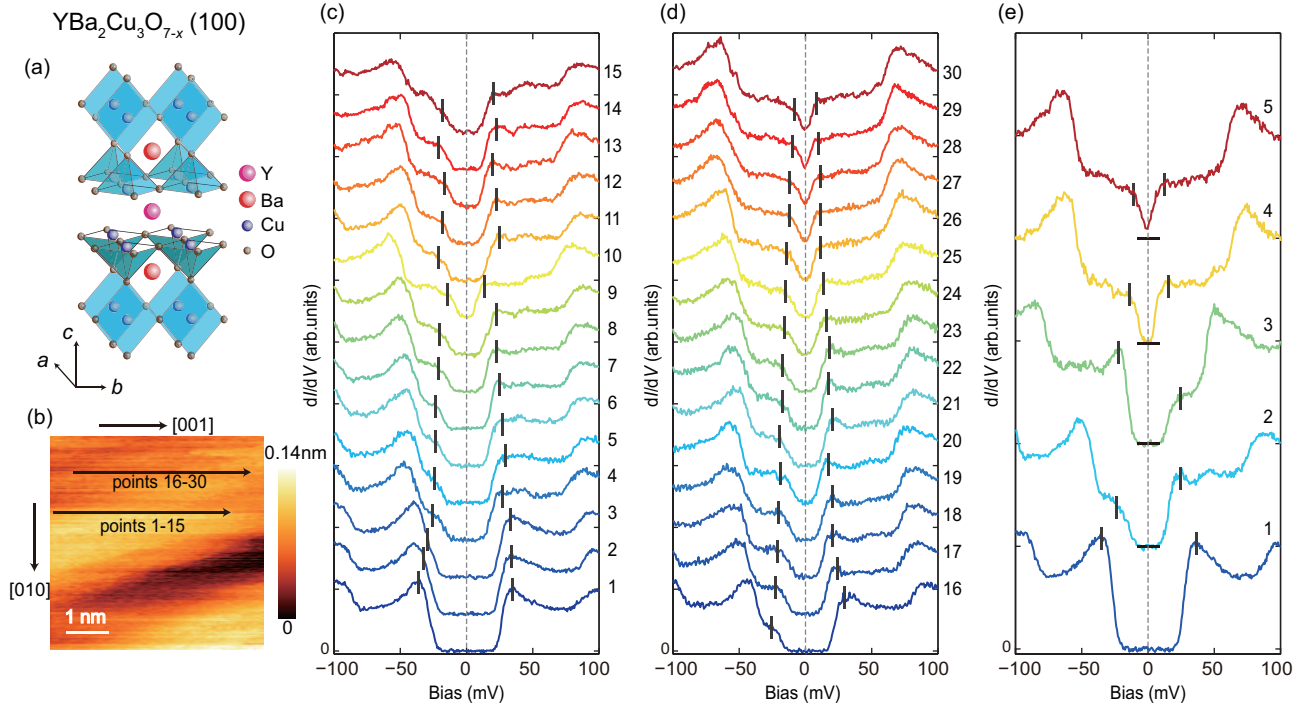 YBa2Cu3O7-x (100)
(a)
Y
Ba
Cu
O
c
a
b
(b)
[001]
0.14nm
points 16-30
points 1-15
[010]
1 nm
0
(c)
15
14
13
12
11
10
9
8
7
6
5
4
3
2
1
dI/dV (arb.units)
0
−100
−50
0
50
100
Bias (mV)
(d)
30
29
28
27
26
25
24
23
22
21
20
19
18
17
16
dI/dV (arb.units)
0
−100
−50
0
50
100
Bias (mV)
(e)
5
4
3
2
1
dI/dV (arb.units)
0
−100
−50
0
50
100
Bias (mV)